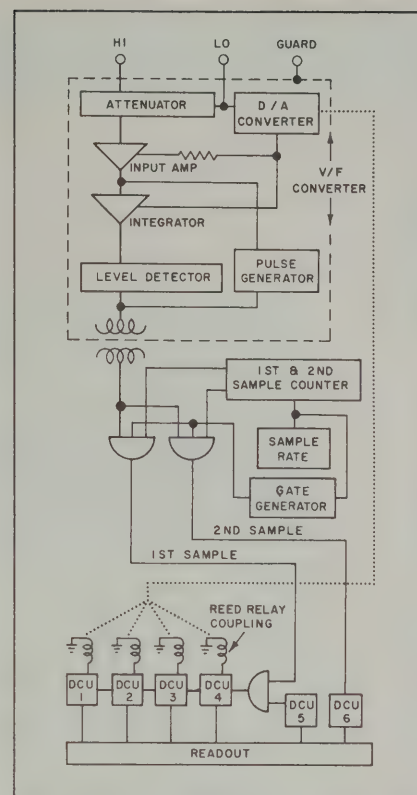 HI LO GUARD
ATTENUATOR
D/A
CONVERTER
V/F
CONVERTER
INPUT AMP
INTEGRATOR
LEVEL DETECTOR
PULSE
GENERATOR
1ST & 2ND
SAMPLE COUNTER
SAMPLE
RATE
GATE
GENERATOR
2ND SAMPLE
1ST SAMPLE
REED RELAY
COUPLING
DCU
1
DCU
2
DCU
3
DCU
4
DCU
5
DCU
6
READOUT